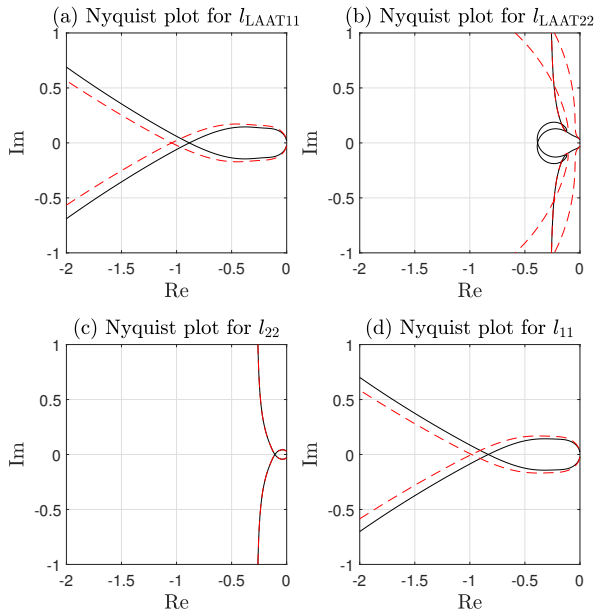 (a) Nyquist plot for l_LAAT11
1
0.5
0
-0.5
-1
Im
-2 -1.5 -1 -0.5 0
Re
(b) Nyquist plot for l_LAAT22
1
0.5
0
-0.5
-1
Im
-2 -1.5 -1 -0.5 0
Re
(c) Nyquist plot for l_22
1
0.5
0
-0.5
-1
Im
-2 -1.5 -1 -0.5 0
Re
(d) Nyquist plot for l_11
1
0.5
0
-0.5
-1
Im
-2 -1.5 -1 -0.5 0
Re